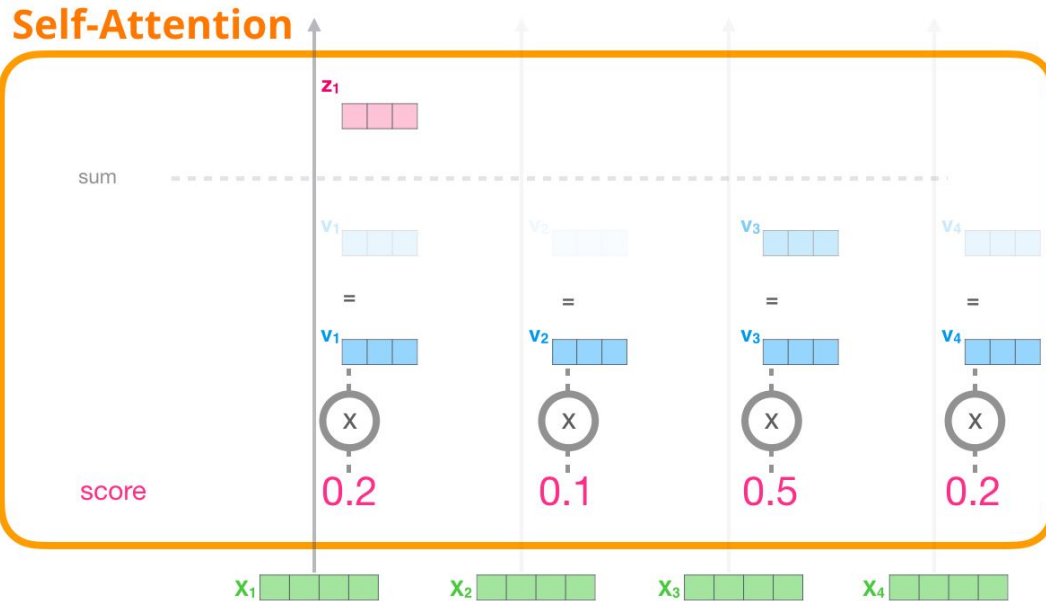 Self-Attention
z₁
sum
v₁ v₂ v₃ v₄
= = = =
v₁ v₂ v₃ v₄
X X X X
score 0.2 0.1 0.5 0.2
X₁ X₂ X₃ X₄